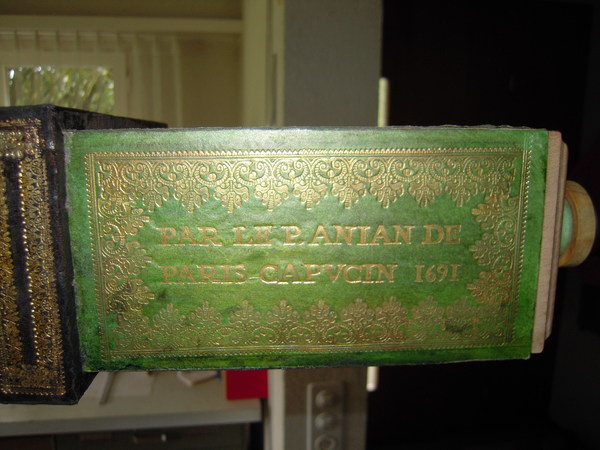 PAR LE P. ANIAN DE
PARIS CAPVCIN 1691